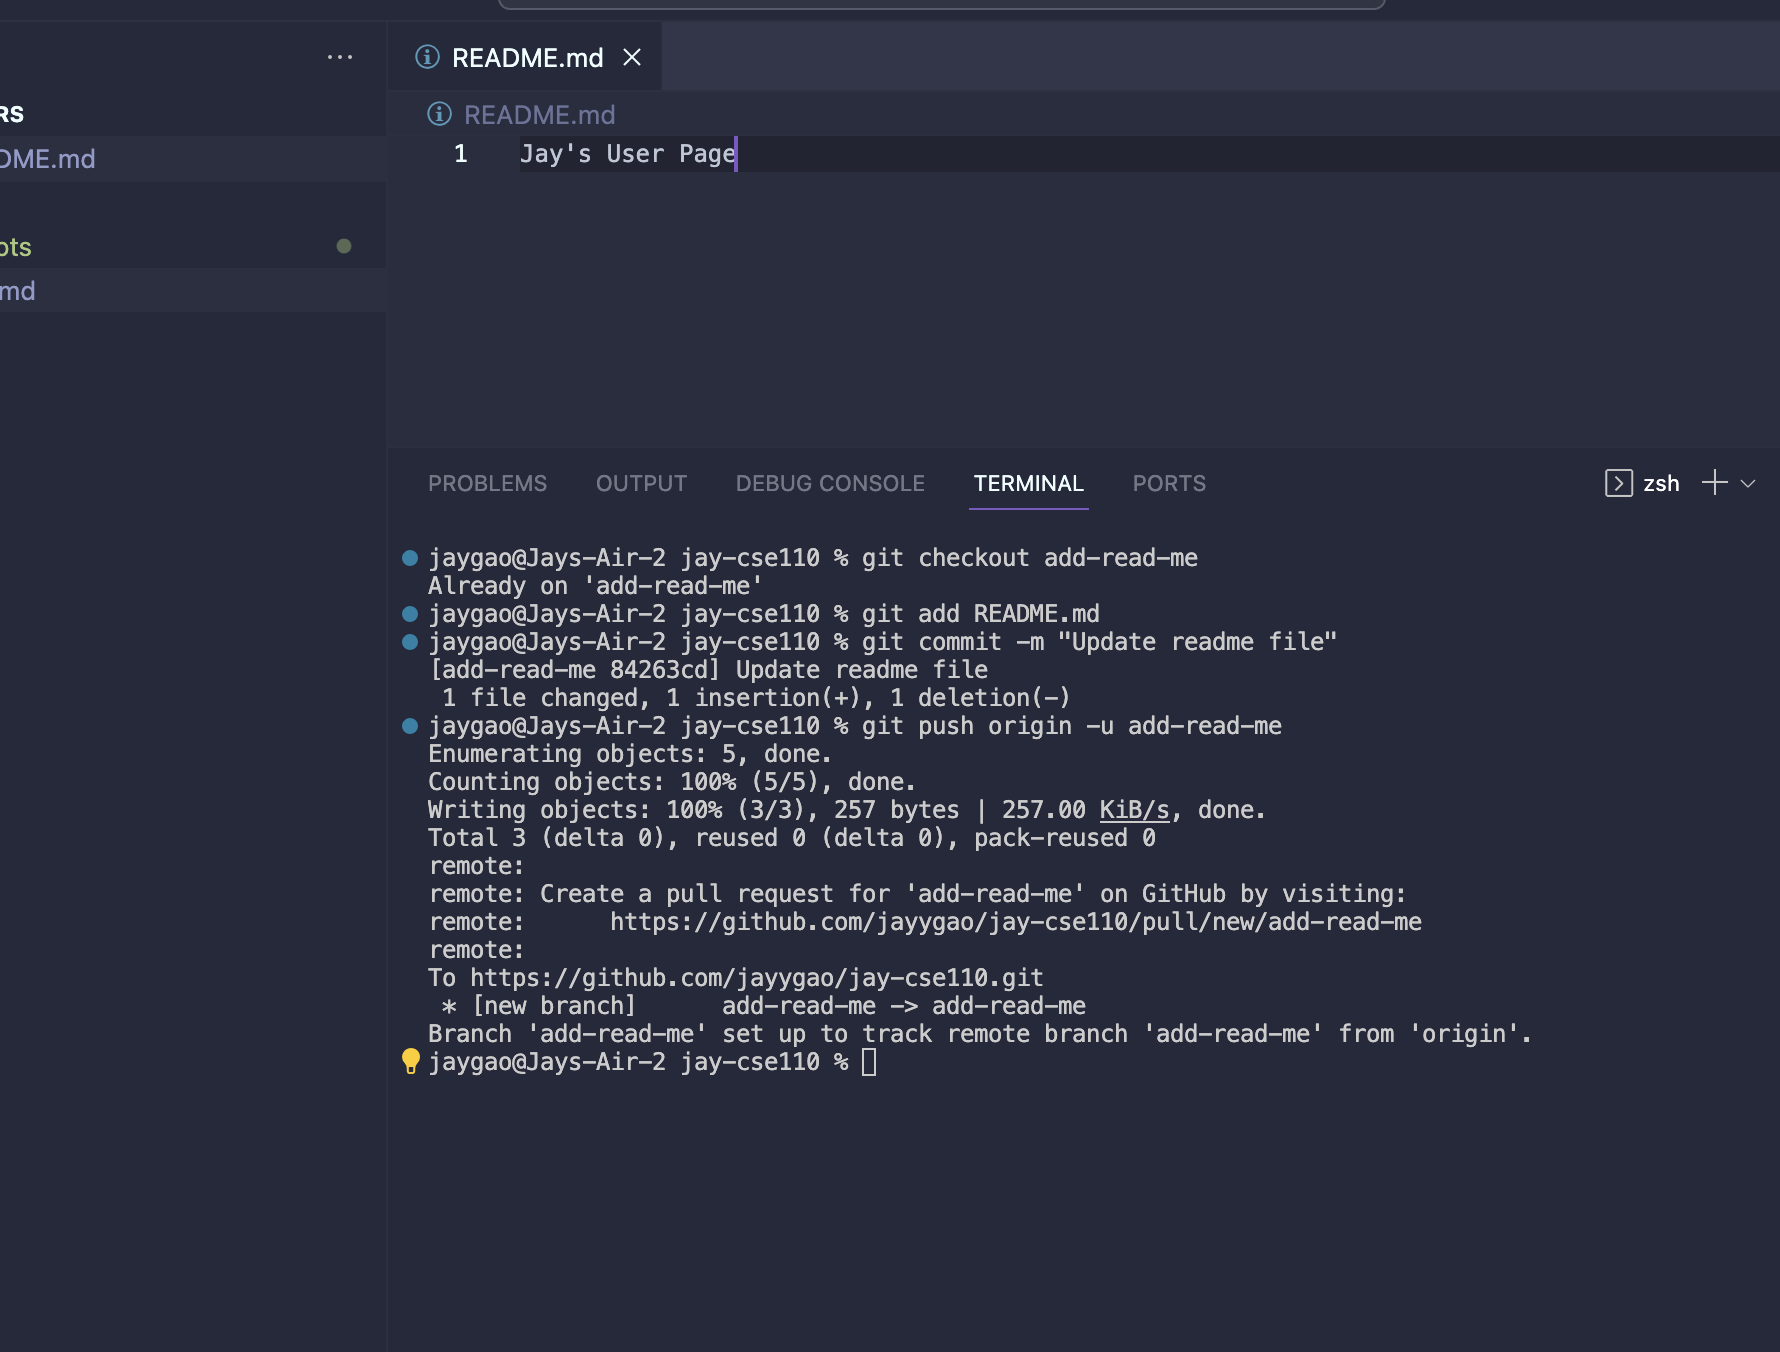 README.md
RS
README.md
DME.md
1 Jay's User Page
ots
md
PROBLEMS OUTPUT DEBUG CONSOLE TERMINAL PORTS zsh
jaygao@Jays-Air-2 jay-cse110 % git checkout add-read-me
Already on 'add-read-me'
jaygao@Jays-Air-2 jay-cse110 % git add README.md
jaygao@Jays-Air-2 jay-cse110 % git commit -m "Update readme file"
[add-read-me 84263cd] Update readme file
1 file changed, 1 insertion(+), 1 deletion(-)
jaygao@Jays-Air-2 jay-cse110 % git push origin -u add-read-me
Enumerating objects: 5, done.
Counting objects: 100% (5/5), done.
Writing objects: 100% (3/3), 257 bytes | 257.00 KiB/s, done.
Total 3 (delta 0), reused 0 (delta 0), pack-reused 0
remote:
remote: Create a pull request for 'add-read-me' on GitHub by visiting:
remote:      https://github.com/jayygao/jay-cse110/pull/new/add-read-me
remote:
To https://github.com/jayygao/jay-cse110.git
* [new branch]      add-read-me -> add-read-me
Branch 'add-read-me' set up to track remote branch 'add-read-me' from 'origin'.
jaygao@Jays-Air-2 jay-cse110 %